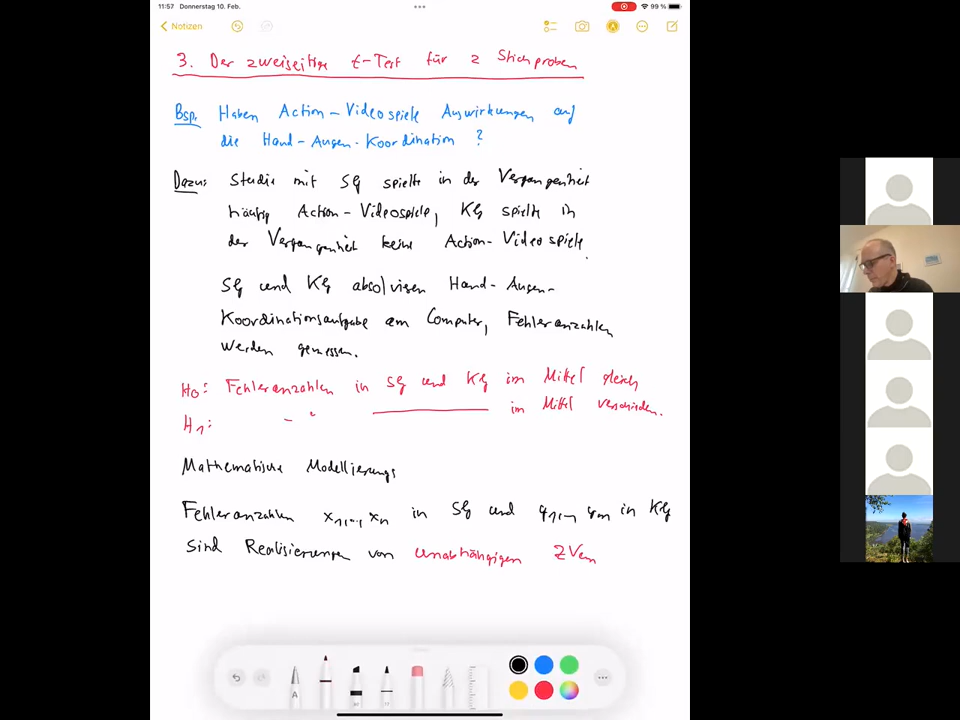 11:57 Donnerstag 10. Feb.
99 %
Notizen
3. Der zweiseitige t-Test für 2 Stichproben
Bsp. Haben Action-Videospiele Auswirkungen auf
die Hand-Augen-Koordination ?
Dazu: Studie mit SG spielte in der Vergangenheit
häufig Action-Videospiele, KG spielte in
der Vergangenheit keine Action-Videospiele.
SG und KG absolvieren Hand-Augen-
Koordinationsaufgabe am Computer, Fehleranzahlen
werden gemessen.
H0: Fehleranzahlen in SG und KG im Mittel gleich
H1: - " im Mittel verschieden.
Mathematische Modellierung:
Fehleranzahlen x1,...,xn in SG und y1,...,ym in KG
sind Realisierungen von unabhängigen ZVen
A